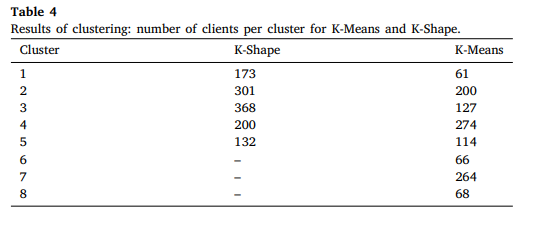 Table 4
Results of clustering: number of clients per cluster for K-Means and K-Shape.
Cluster K-Shape K-Means
1 173 61
2 301 200
3 368 127
4 200 274
5 132 114
6 – 66
7 – 264
8 – 68